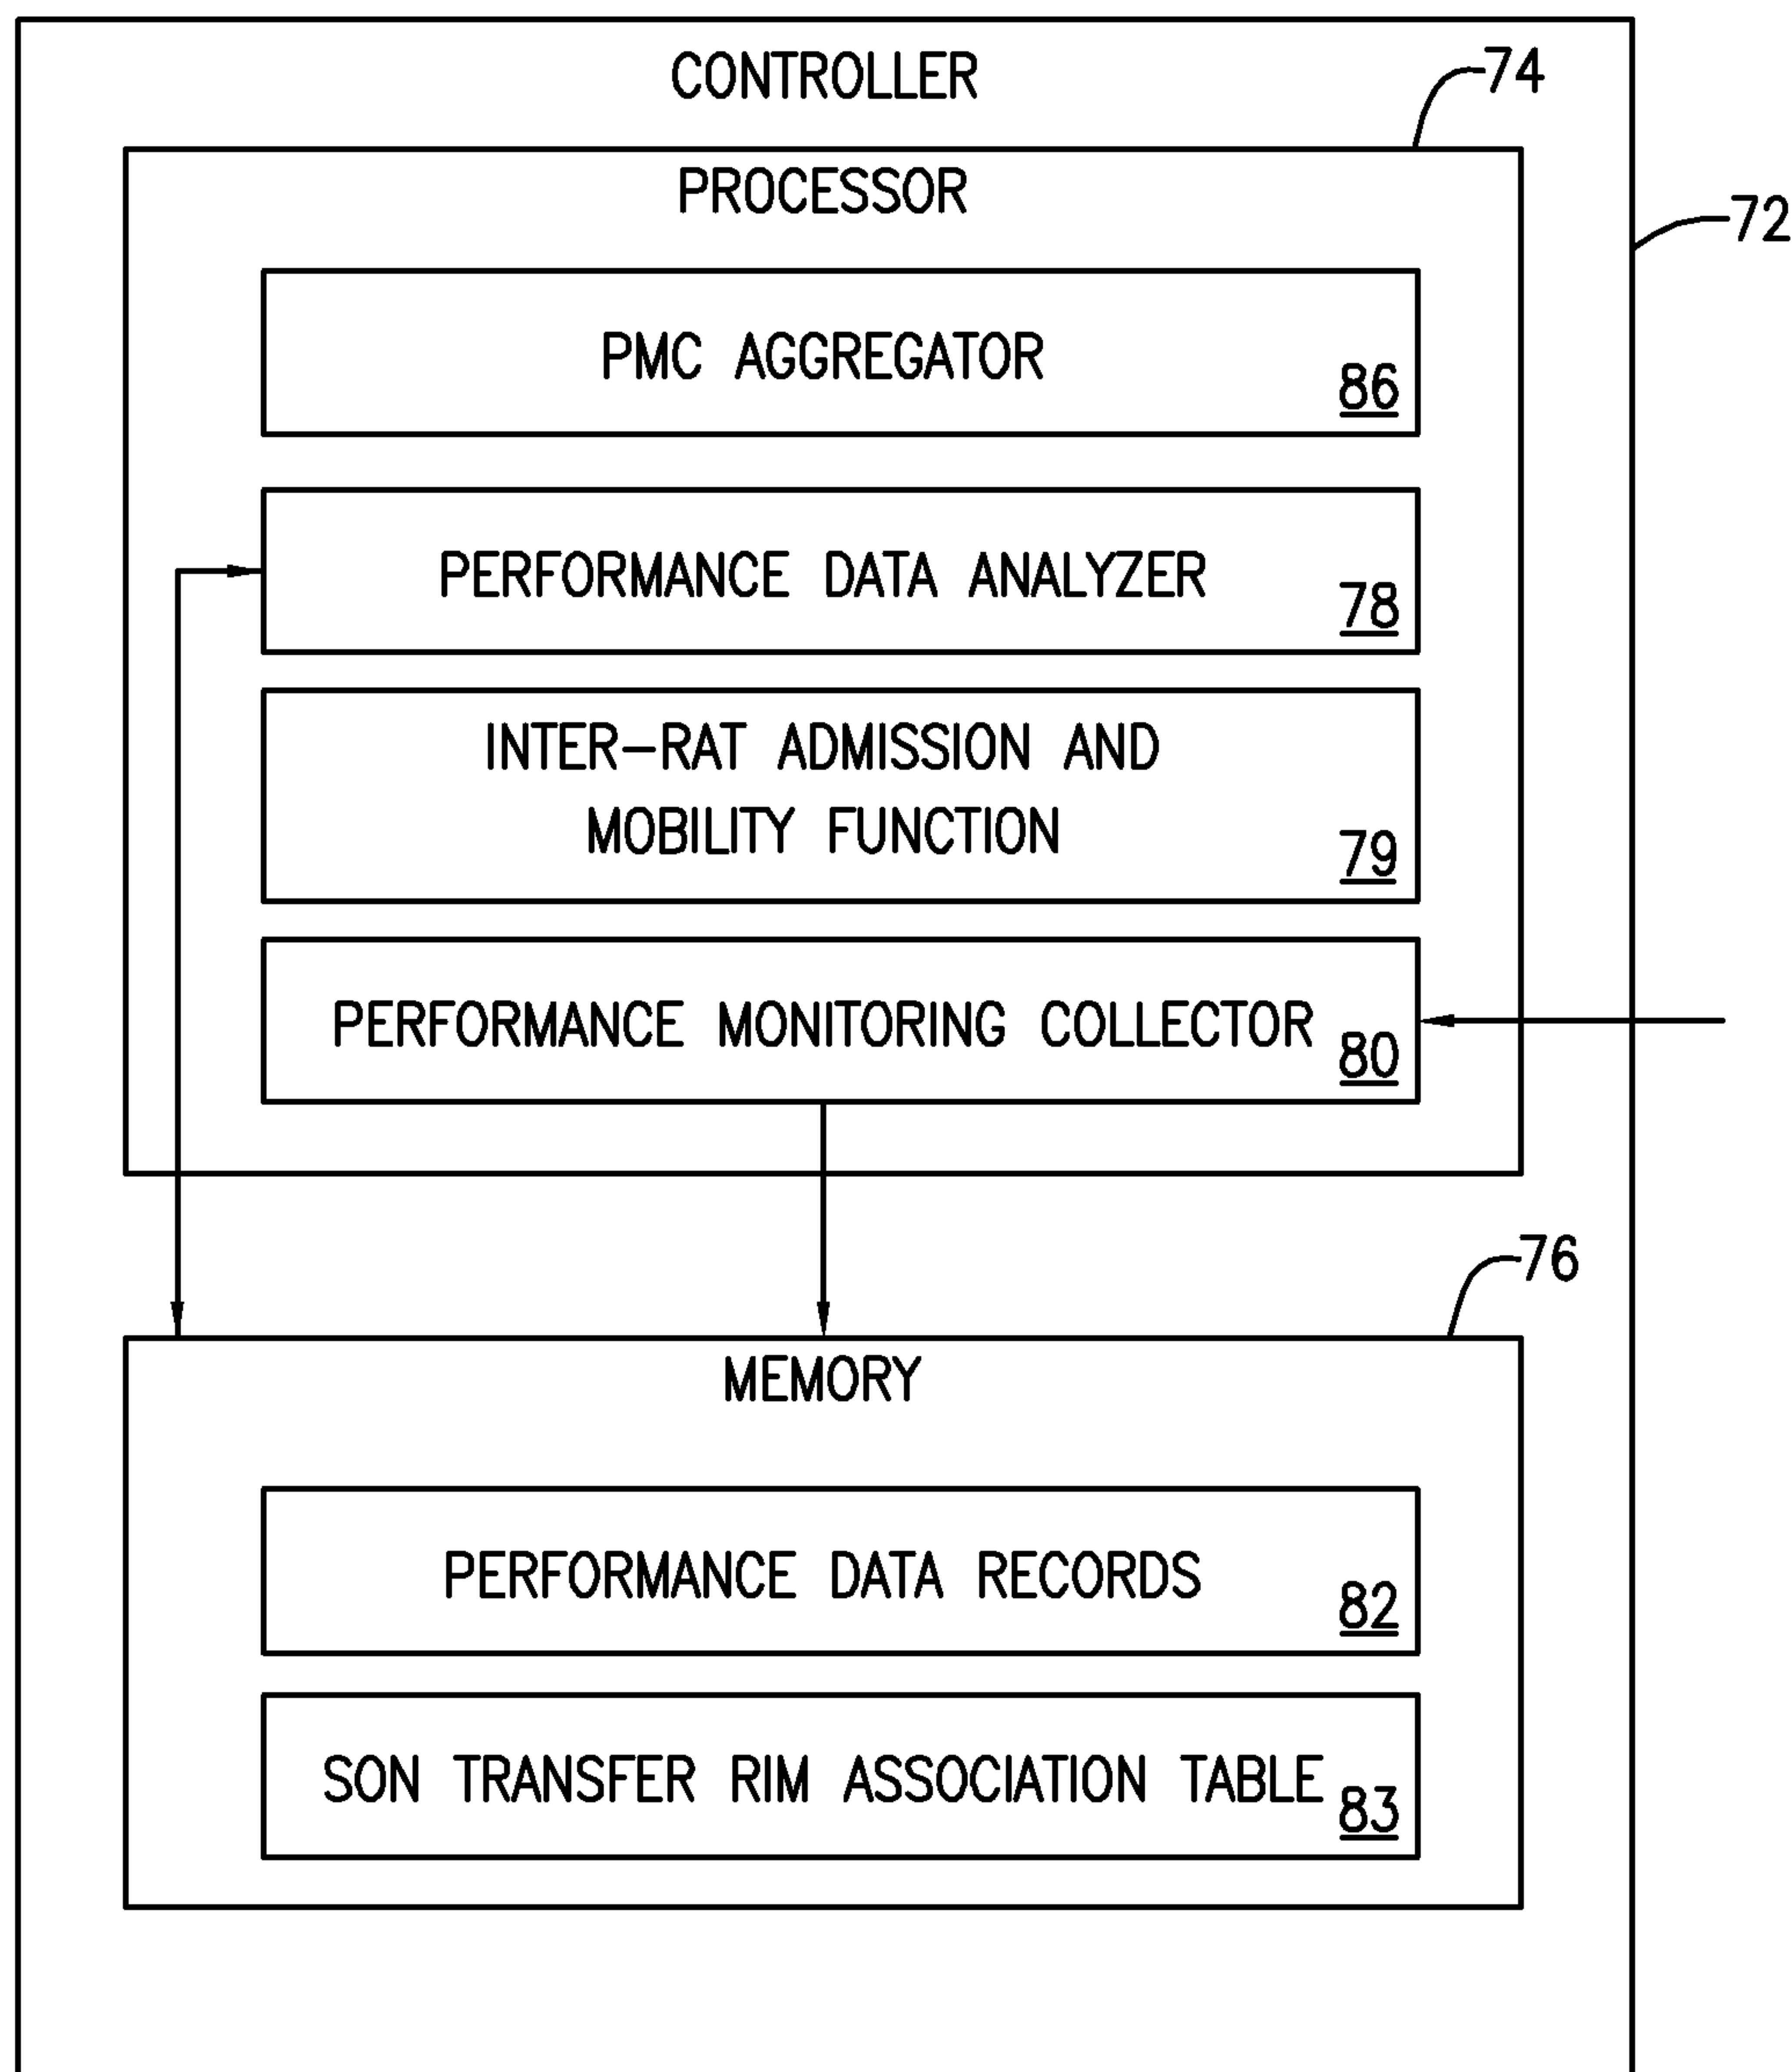 CONTROLLER
74
PROCESSOR
72
PMC AGGREGATOR
86
PERFORMANCE DATA ANALYZER
78
INTER-RAT ADMISSION AND
MOBILITY FUNCTION
79
PERFORMANCE MONITORING COLLECTOR
80
76
MEMORY
PERFORMANCE DATA RECORDS
82
SON TRANSFER RIM ASSOCIATION TABLE
83